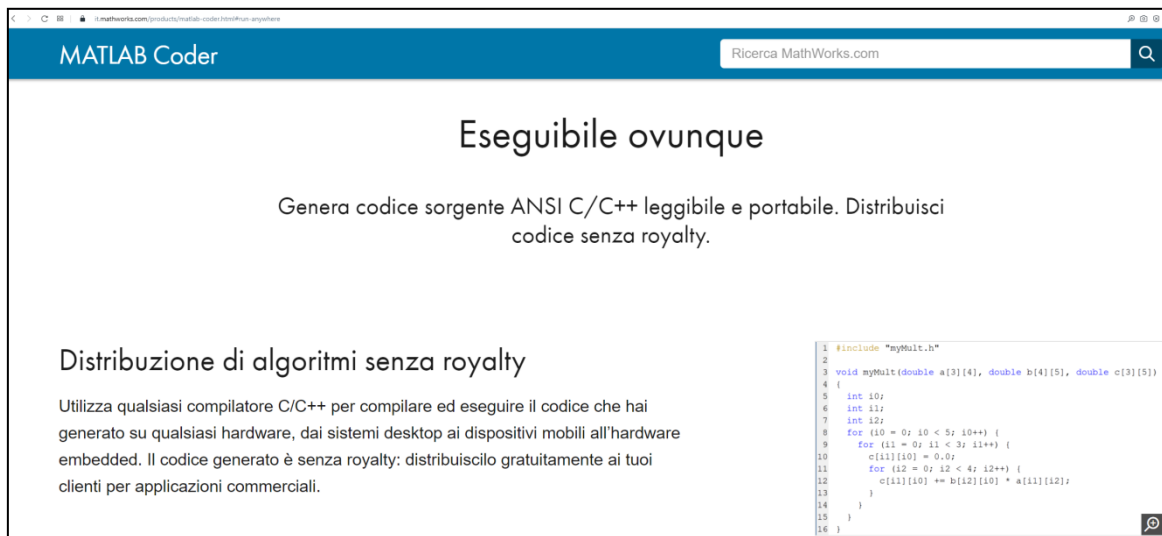 it.mathworks.com/products/matlab-coder.html#run-anywhere
MATLAB Coder
Ricerca MathWorks.com
Eseguibile ovunque
Genera codice sorgente ANSI C/C++ leggibile e portabile. Distribuisci
codice senza royalty.
Distribuzione di algoritmi senza royalty
Utilizza qualsiasi compilatore C/C++ per compilare ed eseguire il codice che hai
generato su qualsiasi hardware, dai sistemi desktop ai dispositivi mobili all'hardware
embedded. Il codice generato è senza royalty: distribuiscilo gratuitamente ai tuoi
clienti per applicazioni commerciali.
1 #include "myMult.h"
2
3 void myMult(double a[3][4], double b[4][5], double c[3][5])
4 {
5 int i0;
6 int i1;
7 int i2;
8 for (i0 = 0; i0 < 5; i0++) {
9 for (i1 = 0; i1 < 3; i1++) {
10 c[i1][i0] = 0.0;
11 for (i2 = 0; i2 < 4; i2++) {
12 c[i1][i0] += b[i2][i0] * a[i1][i2];
13 }
14 }
15 }
16 }